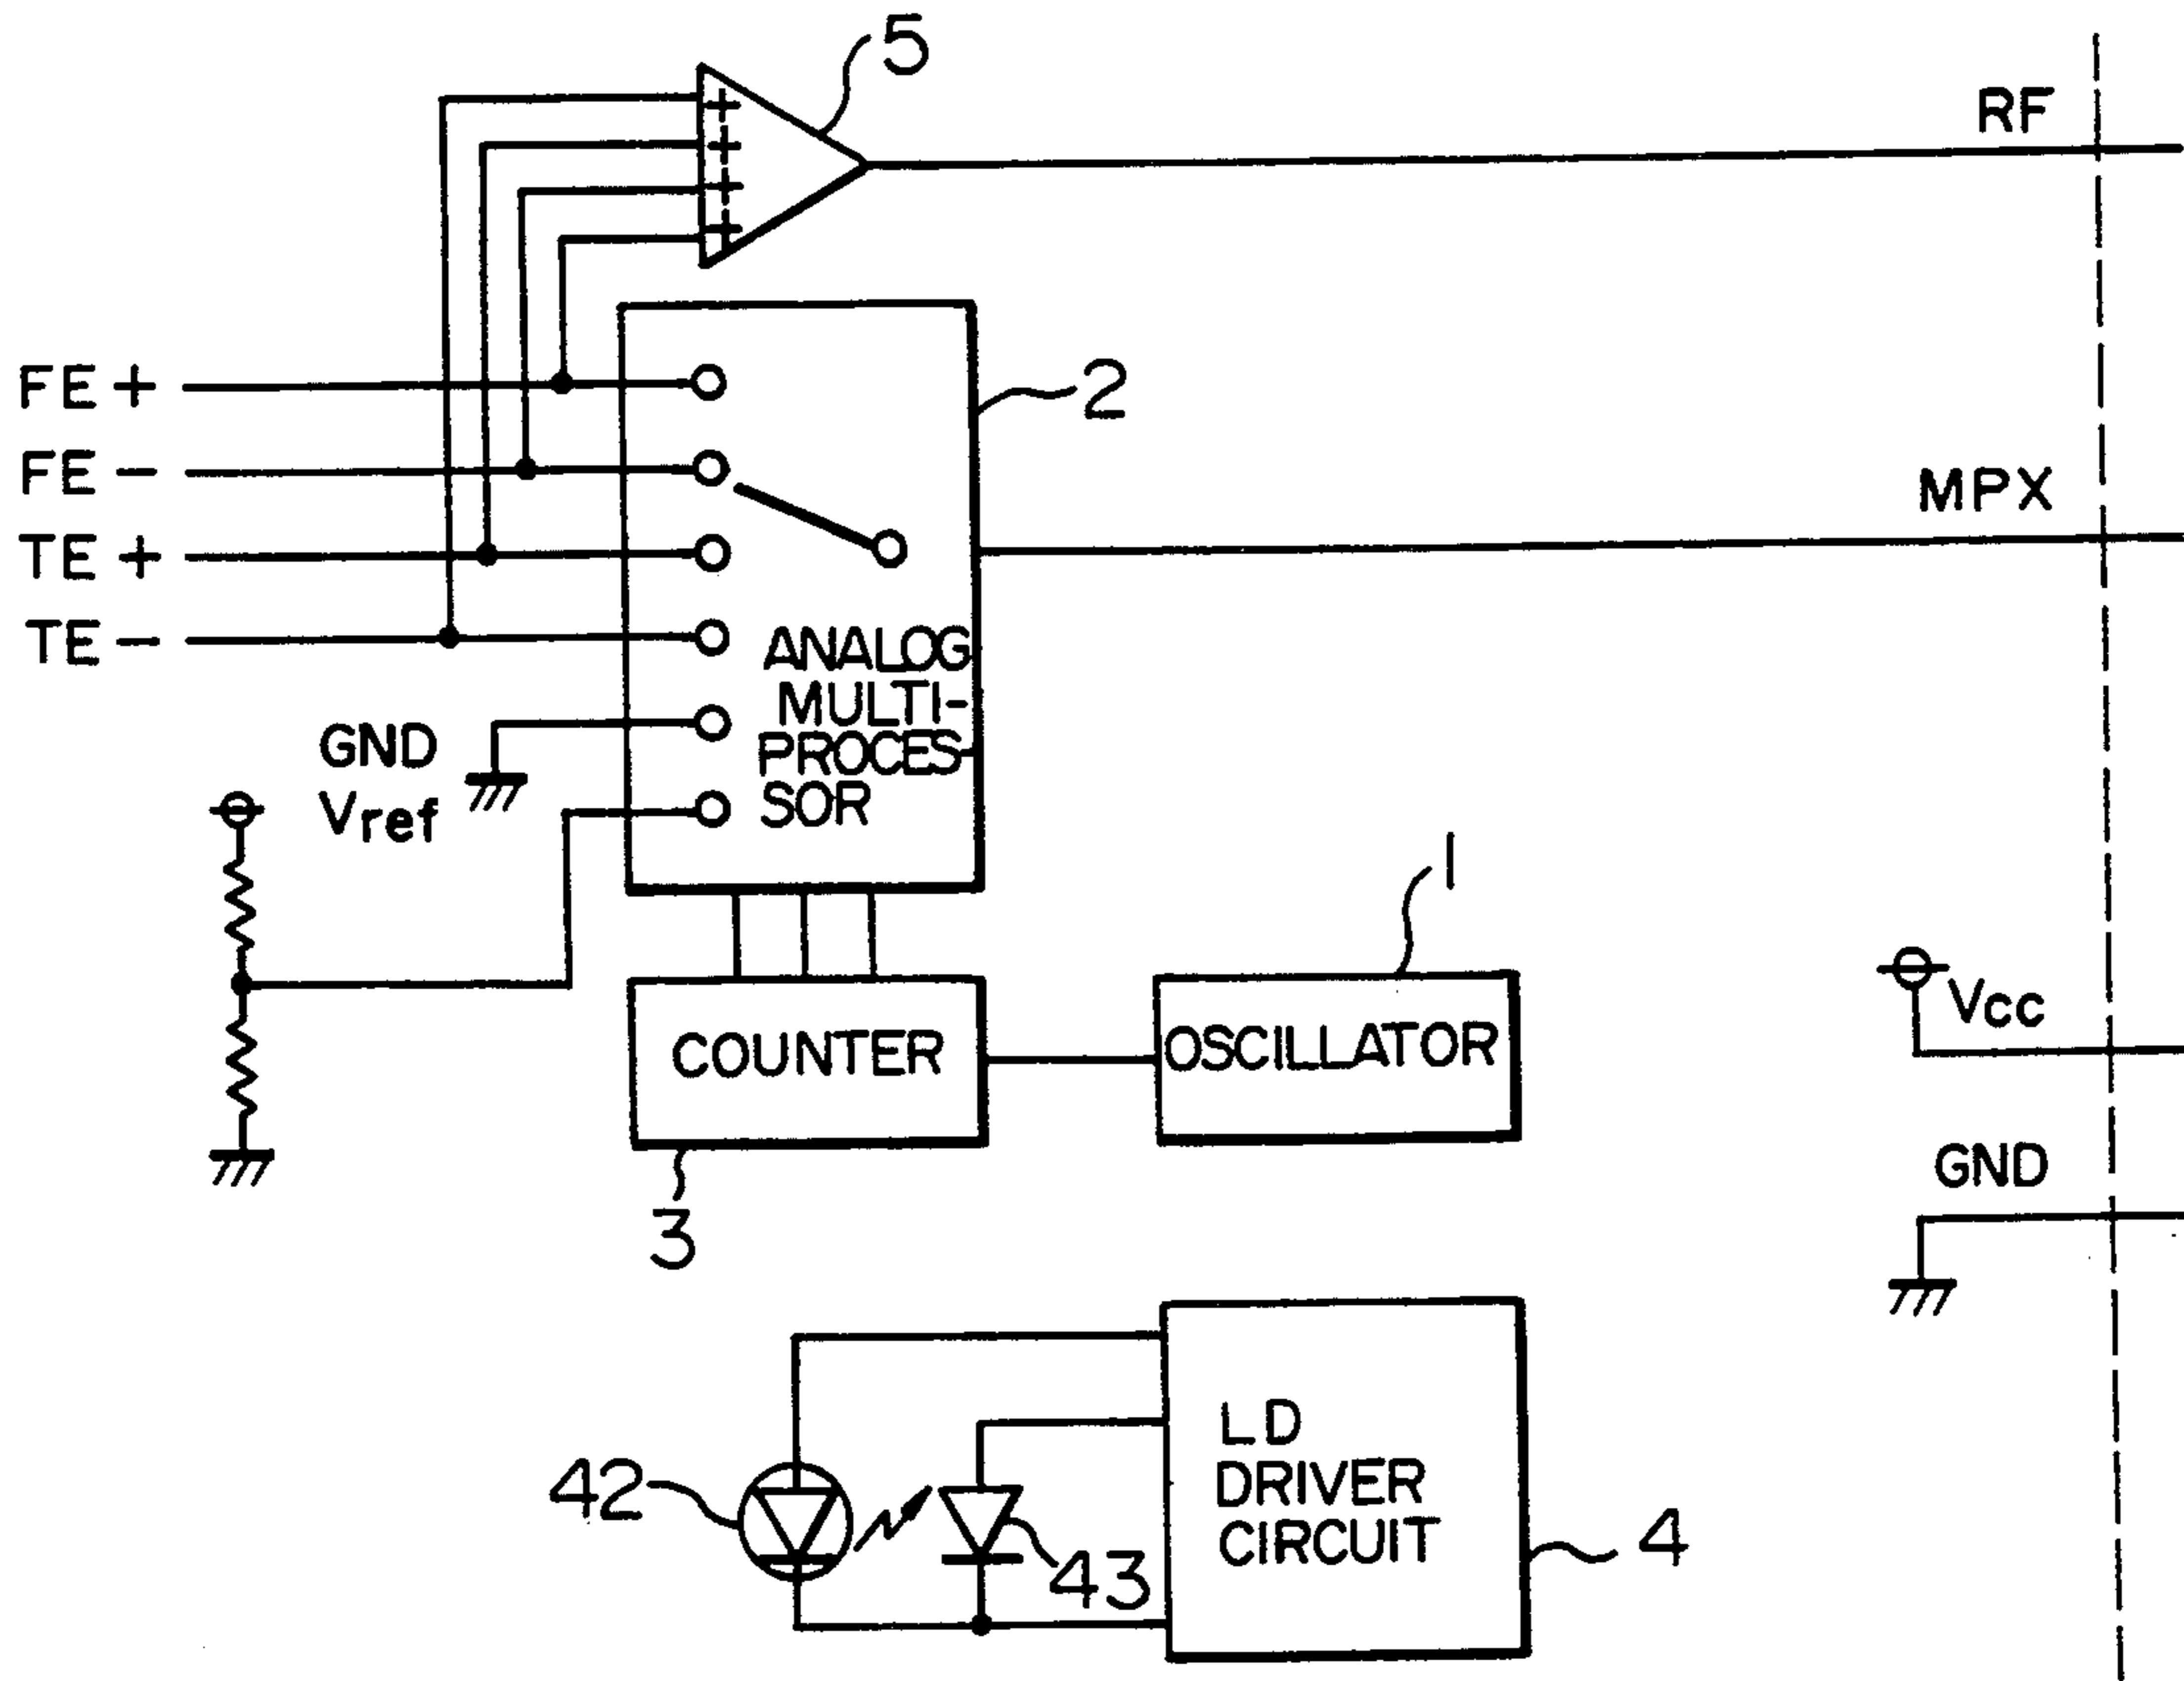 5
RF
FE +
2
FE -
MPX
TE +
TE -
ANALOG
MULTI-
PROCES-
SOR
GND
Vref
1
Vcc
COUNTER
OSCILLATOR
GND
3
LD
DRIVER
CIRCUIT
42
43
4